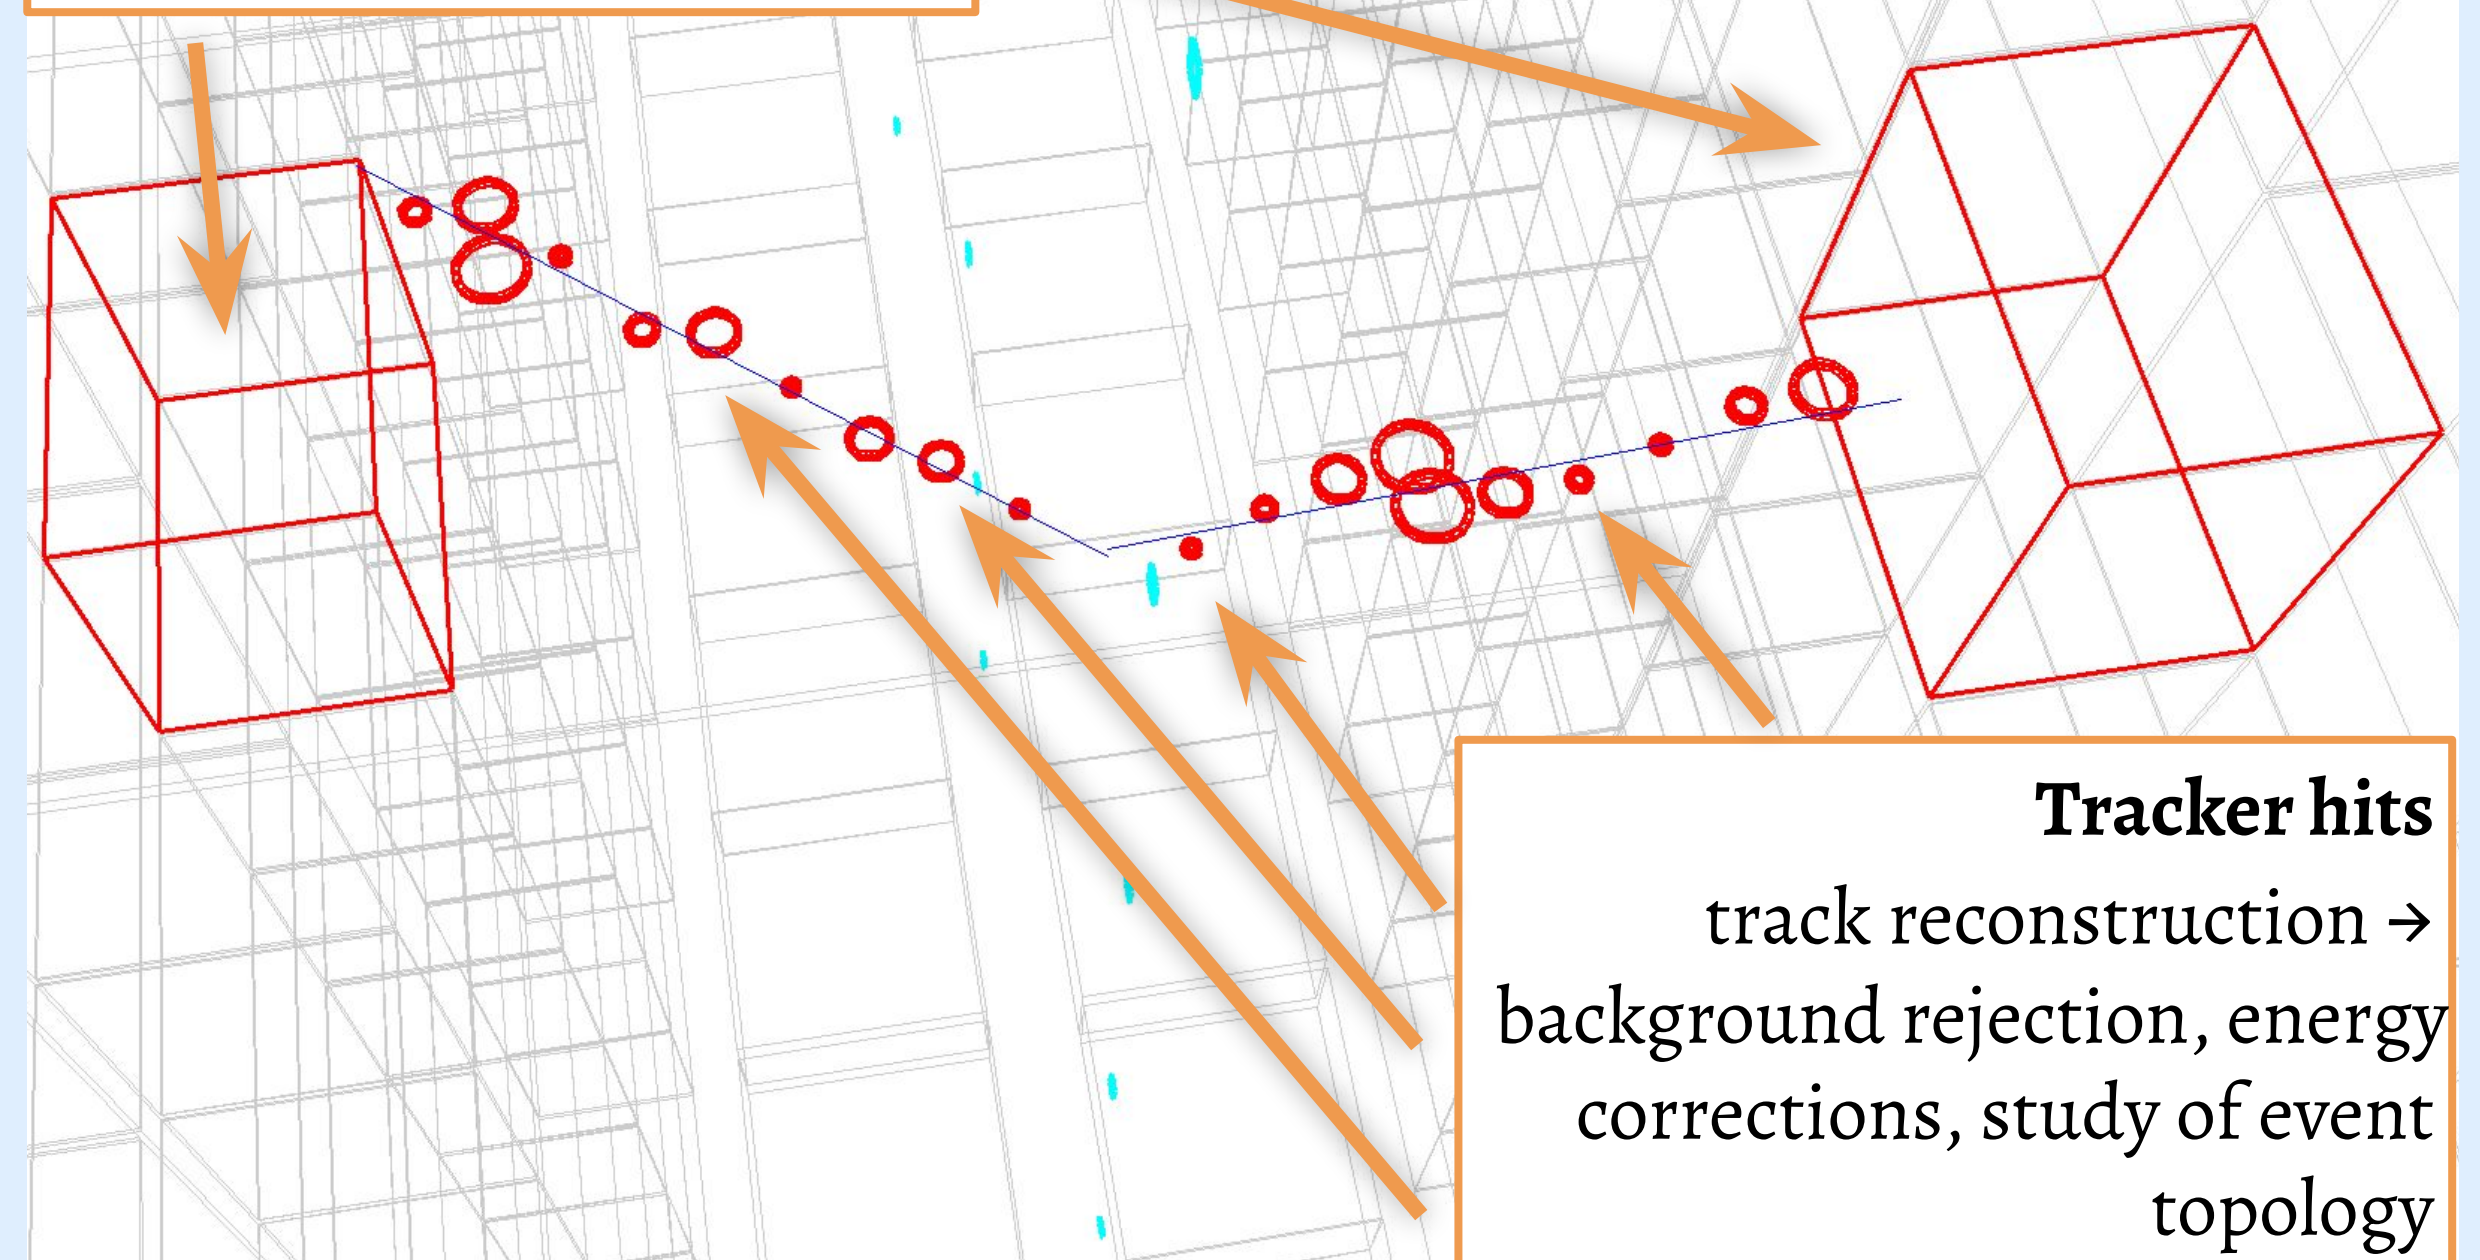 Tracker hits
track reconstruction →
background rejection, energy
corrections, study of event
topology